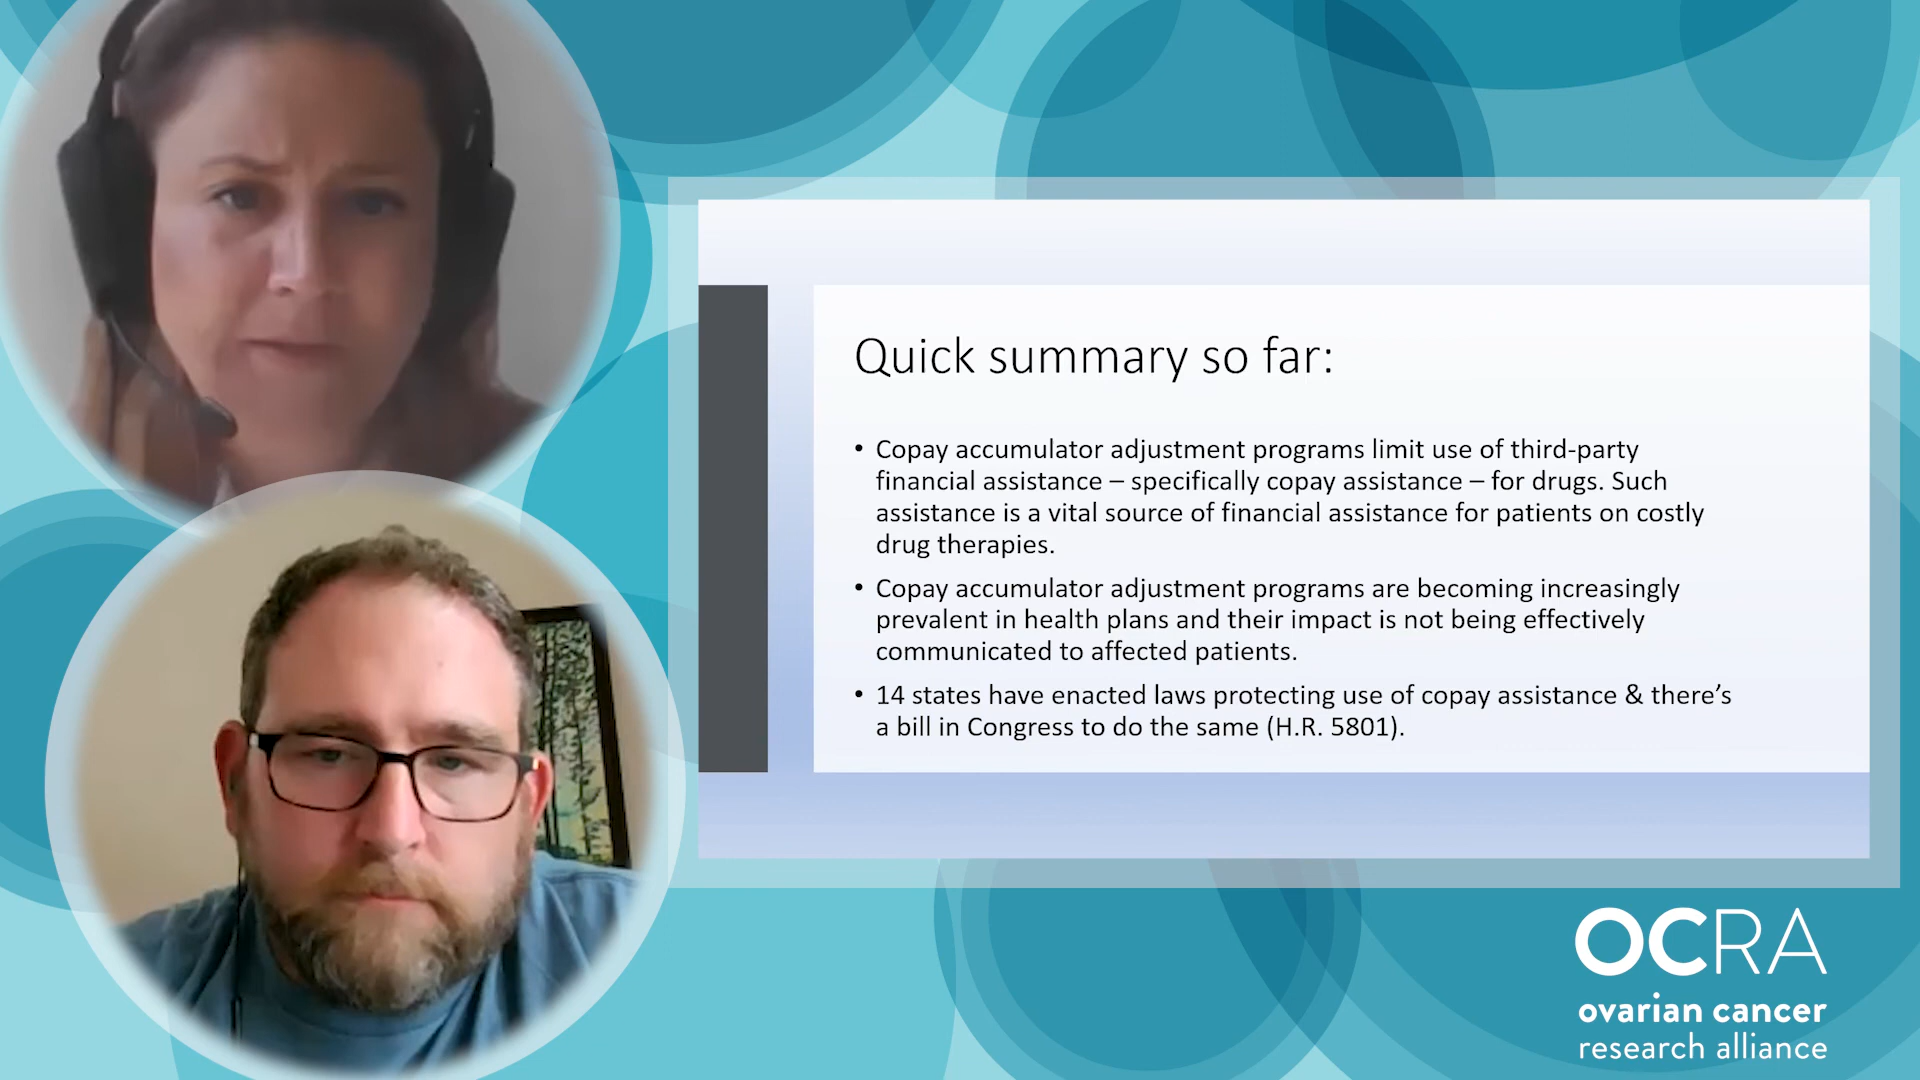 Quick summary so far:
• Copay accumulator adjustment programs limit use of third-party
financial assistance – specifically copay assistance – for drugs. Such
assistance is a vital source of financial assistance for patients on costly
drug therapies.
• Copay accumulator adjustment programs are becoming increasingly
prevalent in health plans and their impact is not being effectively
communicated to affected patients.
• 14 states have enacted laws protecting use of copay assistance & there’s
a bill in Congress to do the same (H.R. 5801).
OCRA
ovarian cancer
research alliance